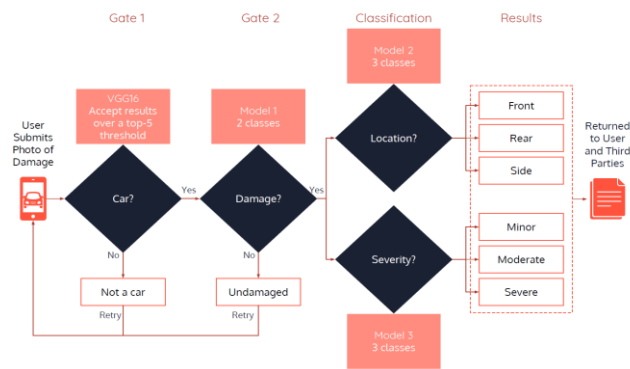 Gate 1
Gate 2
Classification
Results
VGG16
Accept results
over a top-5
threshold
Model 1
2 classes
Model 2
3 classes
User
Submits
Photo of
Damage
Car?
Yes
Damage?
Yes
Location?
Front
Rear
Side
Returned
to User
and Third
Parties
No
No
Severity?
Minor
Moderate
Severe
Not a car
Undamaged
Retry
Retry
Model 3
3 classes